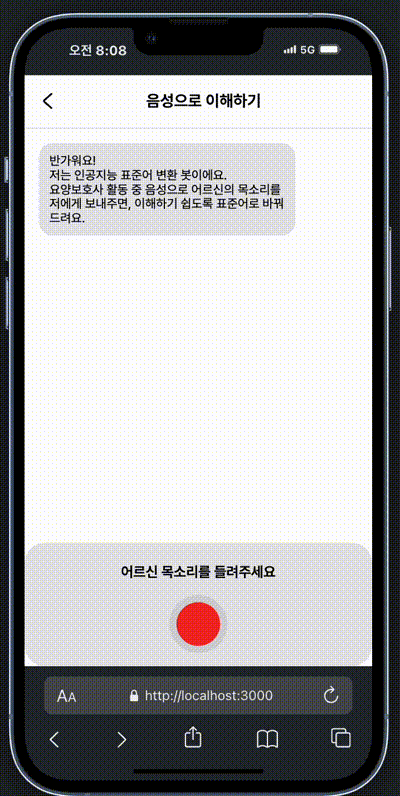 오전 8:08
5G
음성으로 이해하기
반가워요!
저는 인공지능 표준어 변환 봇이에요.
요양보호사 활동 중 음성으로 어르신의 목소리를
저에게 보내주면, 이해하기 쉽도록 표준어로 바꿔
드려요.
어르신 목소리를 들려주세요
AA
http://localhost:3000